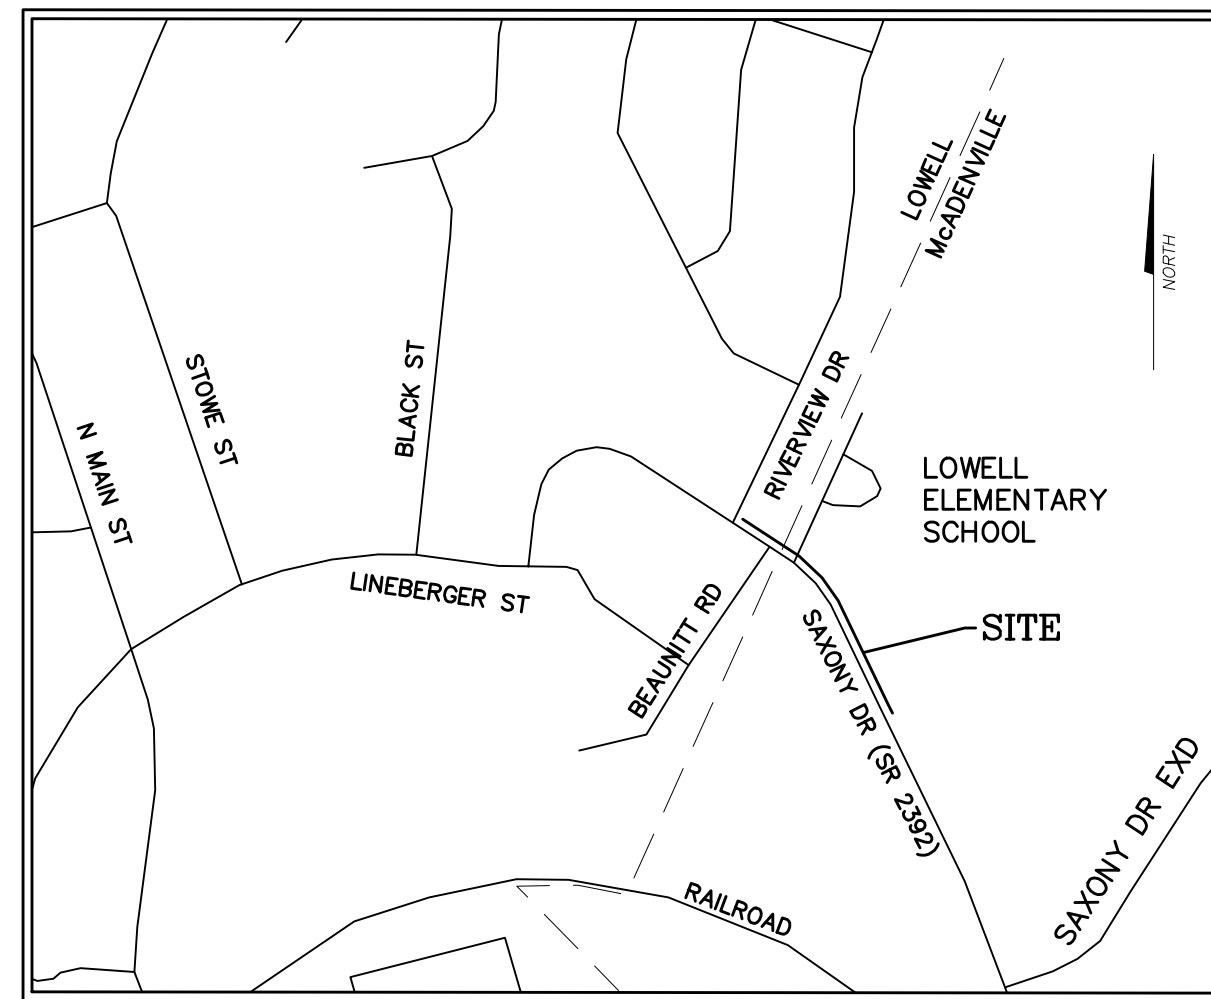 LOWELL
McADENVILLE
NORTH
STOWE ST
BLACK ST
RIVERVIEW DR
N MAIN ST
LOWELL
ELEMENTARY
SCHOOL
LINEBERGER ST
BEAUNITT RD
SITE
SAXONY DR (SR 2392)
SAXONY DR EXD
RAILROAD